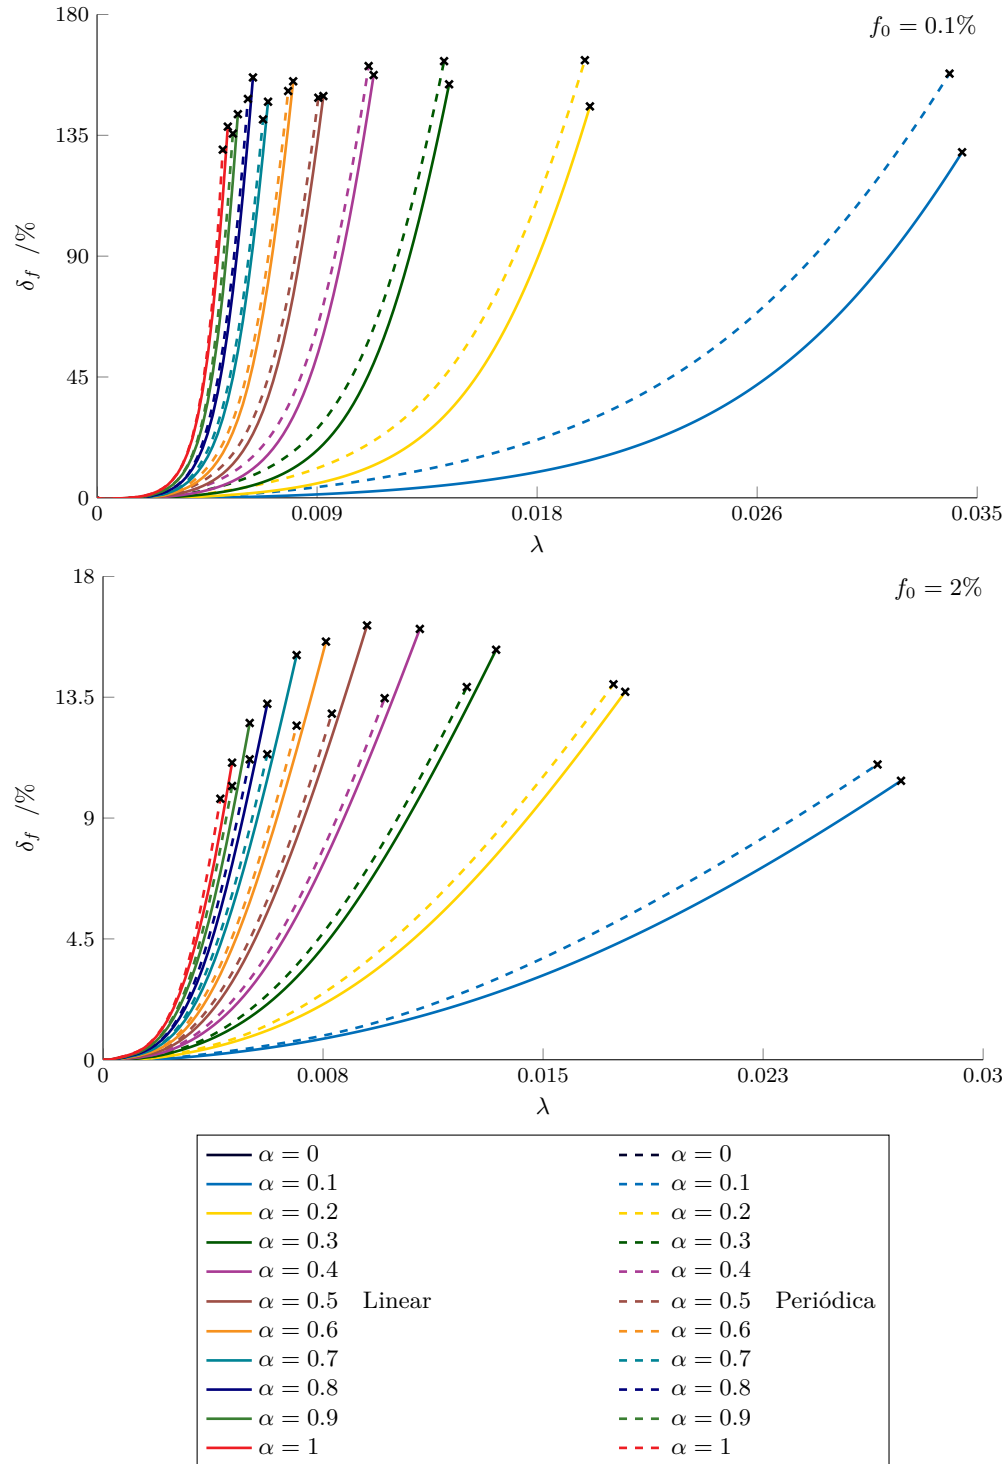 180
f₀ = 0.1%
135
90
45
0
δ_f /%
0 0.009 0.018 0.026 0.035
λ
18
f₀ = 2%
13.5
9
4.5
0
δ_f /%
0 0.008 0.015 0.023 0.03
λ
α = 0 α = 0
α = 0.1 α = 0.1
α = 0.2 α = 0.2
α = 0.3 α = 0.3
α = 0.4 α = 0.4
α = 0.5 Linear α = 0.5 Periódica
α = 0.6 α = 0.6
α = 0.7 α = 0.7
α = 0.8 α = 0.8
α = 0.9 α = 0.9
α = 1 α = 1